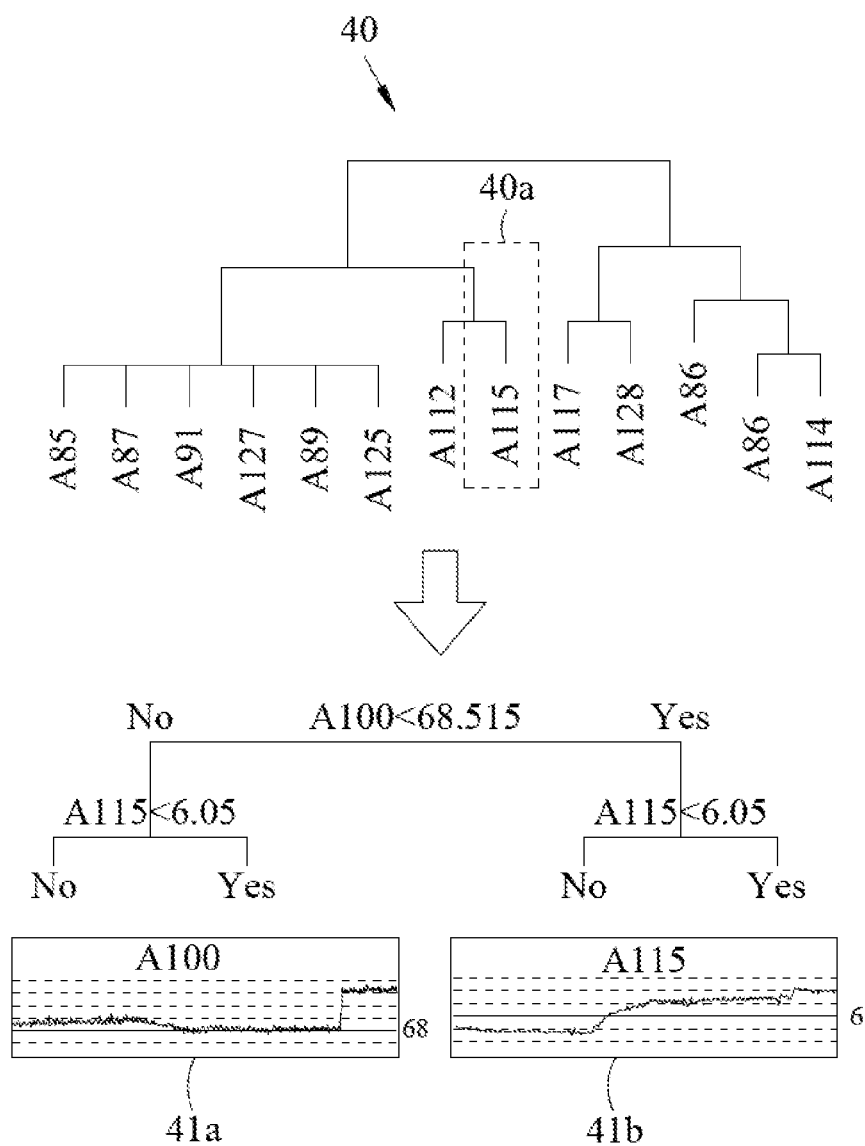 40
40a
A85
A87
A91
A127
A89
A125
A112
A115
A117
A128
A86
A86
A114
No A100<68.515 Yes
A115<6.05 A115<6.05
No Yes No Yes
A100
68
A115
6
41a
41b